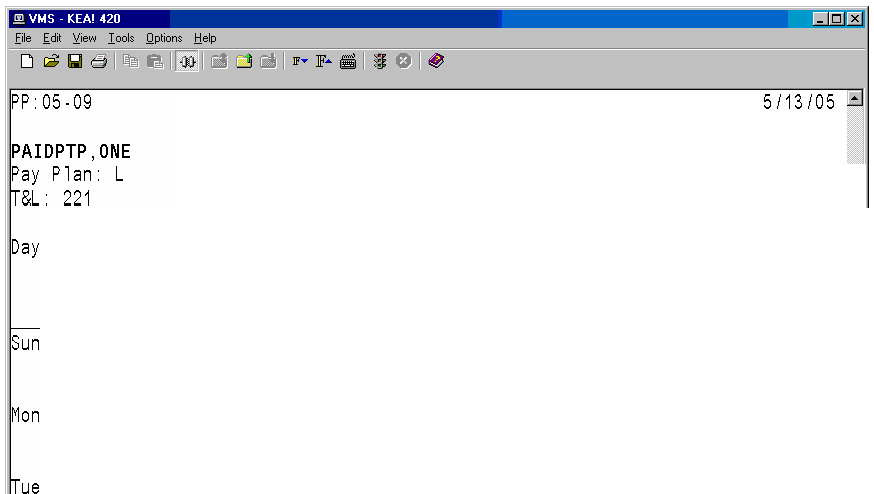 VMS - KEA! 420
File Edit View Tools Options Help
PP:05-09 5/13/05
PAIDPTP,ONE
Pay Plan: L
T&L: 221
Day
Sun
Mon
Tue